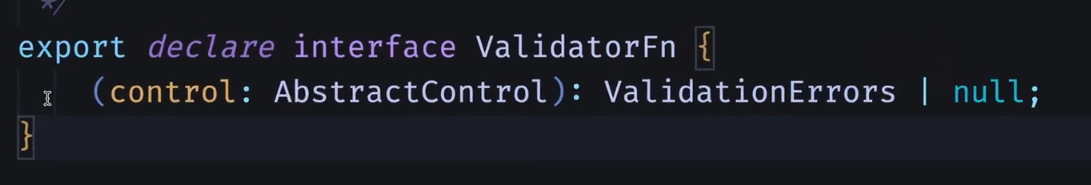 */
export declare interface ValidatorFn {
(control: AbstractControl): ValidationErrors | null;
}